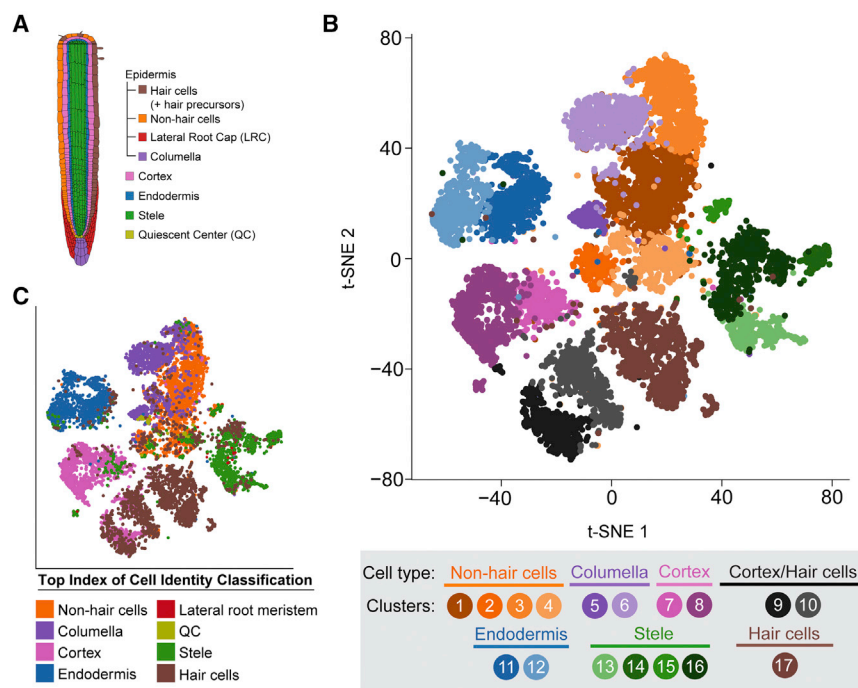 A
Epidermis
Hair cells
(+ hair precursors)
Non-hair cells
Lateral Root Cap (LRC)
Columella
Cortex
Endodermis
Stele
Quiescent Center (QC)
B
80
40
0
−40
−80
t-SNE 2
−40
0
40
80
t-SNE 1
Cell type: Non-hair cells Columella Cortex Cortex/Hair cells
Clusters: 1 2 3 4 5 6 7 8 9 10
Endodermis Stele Hair cells
11 12 13 14 15 16 17
C
Top Index of Cell Identity Classification
Non-hair cells Lateral root meristem
Columella QC
Cortex Stele
Endodermis Hair cells